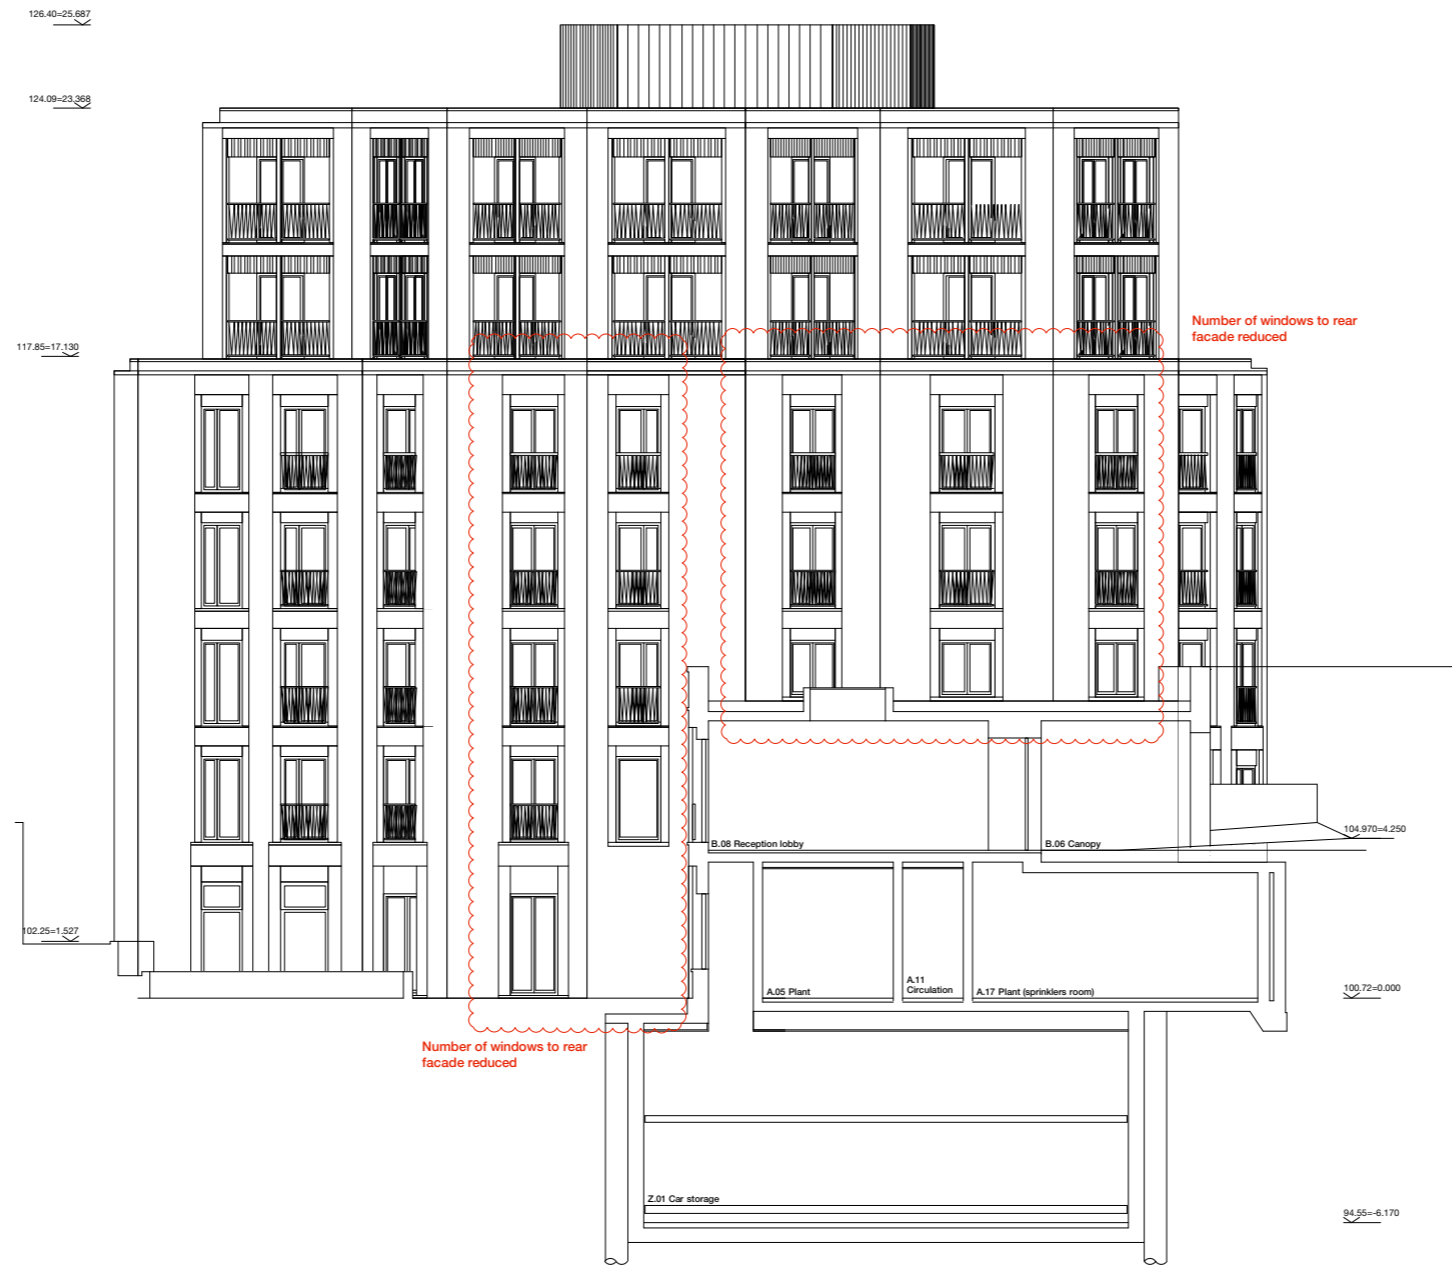 126.40=25.687
124.09=23.368
Number of windows to rear
facade reduced
117.85=17.130
104.970=4.250
B.08 Reception lobby
B.06 Canopy
102.25=1.527
A.05 Plant
A.11
Circulation
A.17 Plant (sprinklers room)
100.72=0.000
Number of windows to rear
facade reduced
Z.01 Car storage
94.55=-6.170